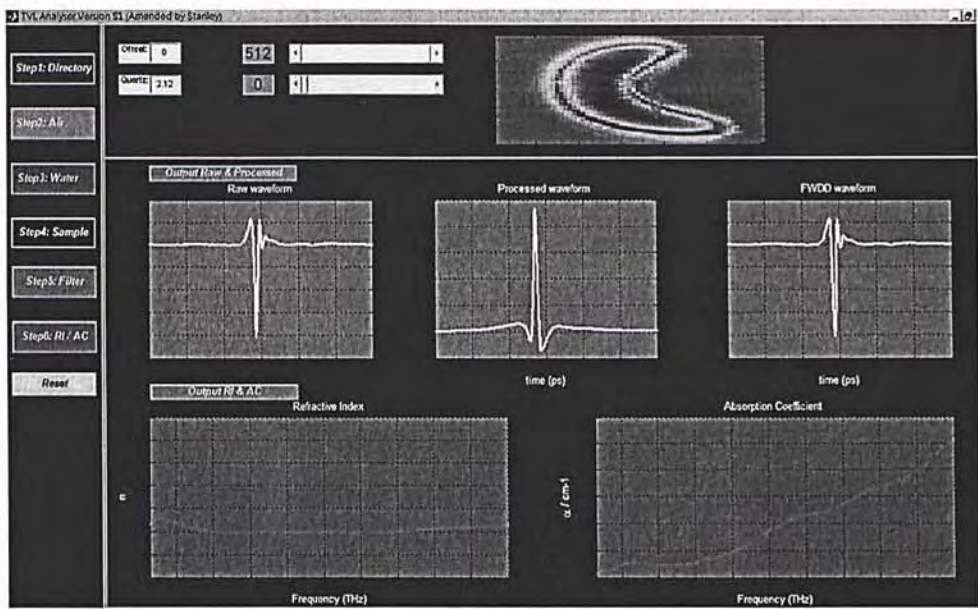 TVL Analyser Version S1 (Amended by Stanley)
Step1: Directory
Step2: Air
Step3: Water
Step4: Sample
Step5: Filter
Step6: RI / AC
Reset
Offset: 0
512
Quartz: 2.12
0
Output Raw & Processed
Raw waveform
Processed waveform
FWDD waveform
time (ps)
time (ps)
Output RI & AC
Refractive Index
Absorption Coefficient
n
α / cm-1
Frequency (THz)
Frequency (THz)